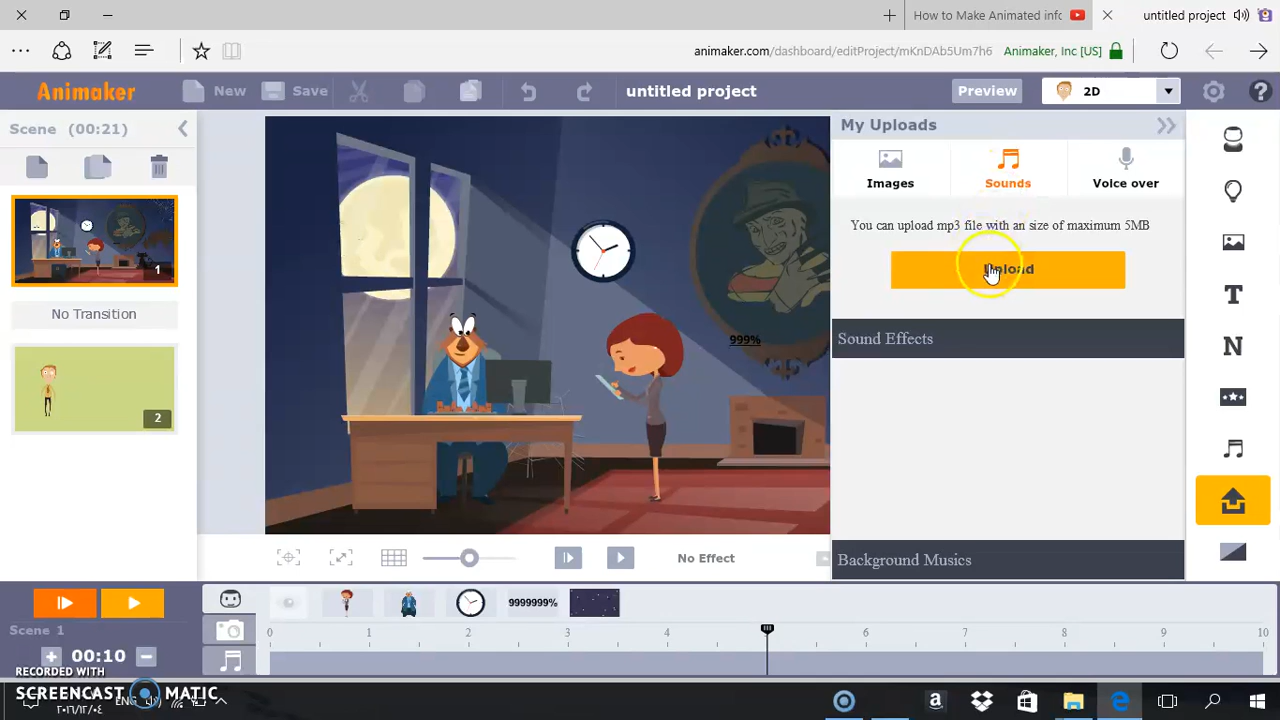 How to Make Animated info
untitled project
animaker.com/dashboard/editProject/mKnDAb5Um7h6
Animaker, Inc [US]
Animaker
New
Save
untitled project
Preview
2D
Scene (00:21)
My Uploads
Images
Sounds
Voice over
You can upload mp3 file with an size of maximum 5MB
Upload
1
No Transition
999%
Sound Effects
2
No Effect
Background Musics
9999999%
Scene 1
0 1 2 3 4 6 7 8 9 10
00:10
RECORDED WITH
SCREENCAST MATIC
ENG